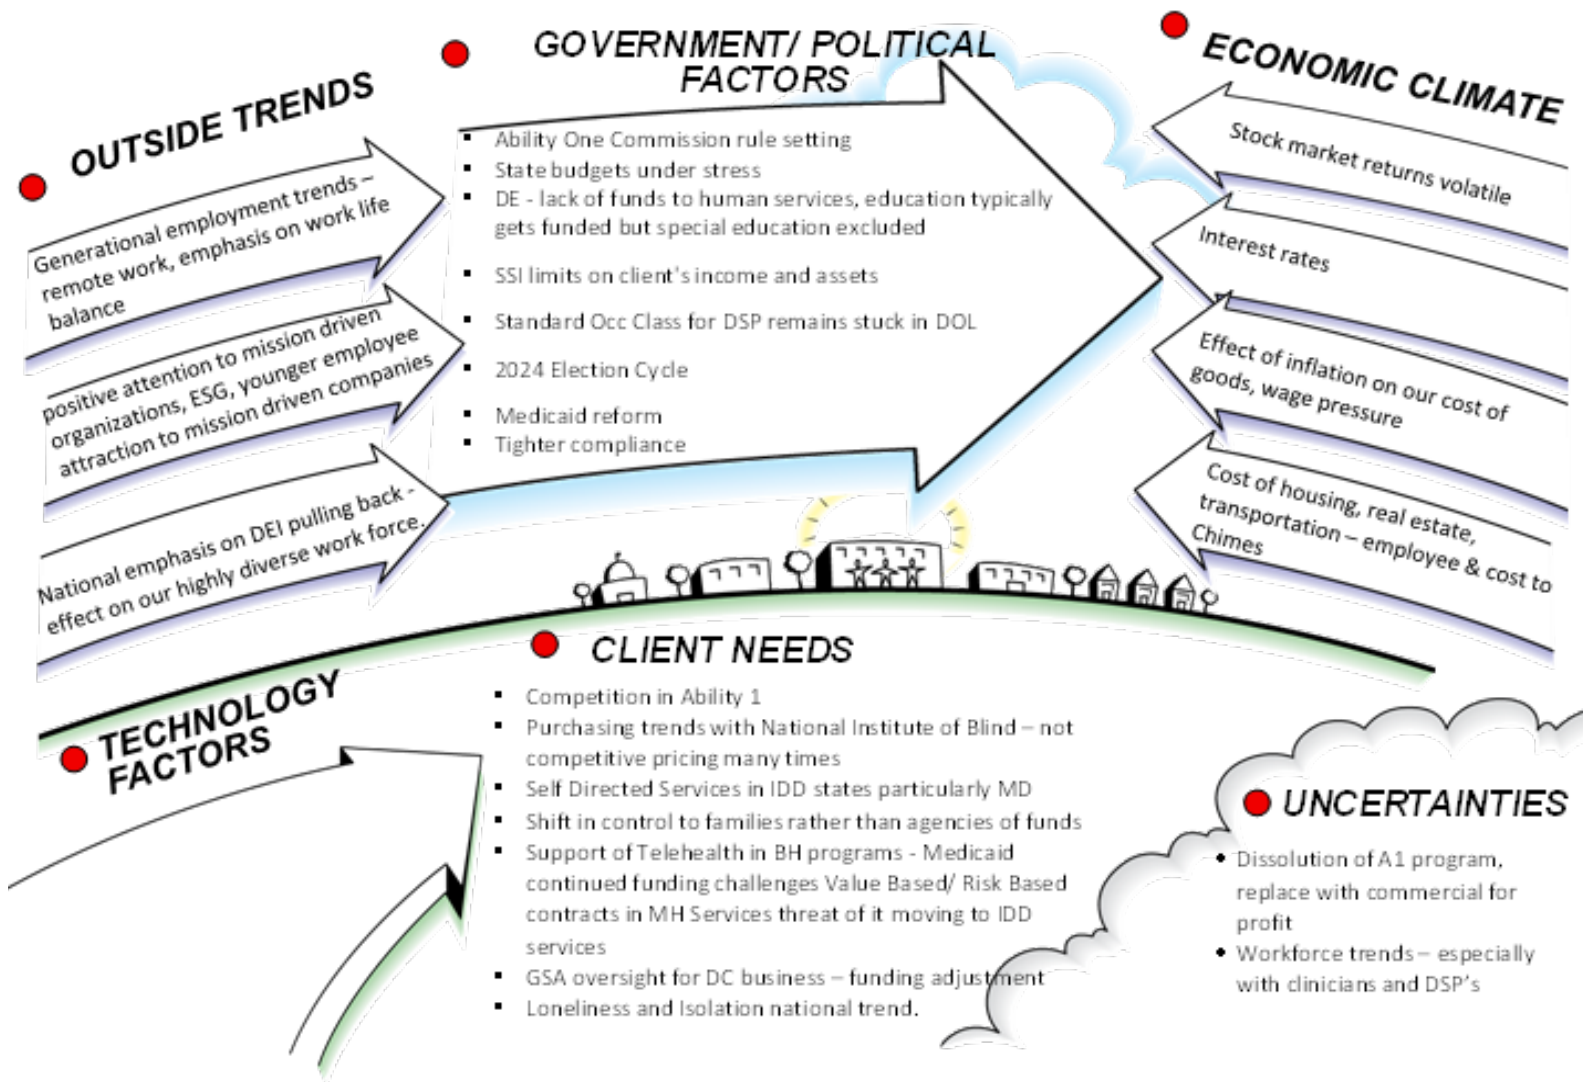 OUTSIDE TRENDS
Generational employment trends –
remote work, emphasis on work life
balance
positive attention to mission driven
organizations, ESG, younger employee
attraction to mission driven companies
National emphasis on DEI pulling back -
effect on our highly diverse work force.
GOVERNMENT/ POLITICAL
FACTORS
▪ Ability One Commission rule setting
▪ State budgets under stress
▪ DE - lack of funds to human services, education typically
gets funded but special education excluded
▪ SSI limits on client's income and assets
▪ Standard Occ Class for DSP remains stuck in DOL
▪ 2024 Election Cycle
▪ Medicaid reform
▪ Tighter compliance
ECONOMIC CLIMATE
Stock market returns volatile
Interest rates
Effect of inflation on our cost of
goods, wage pressure
Cost of housing, real estate,
transportation – employee & cost to
Chimes
TECHNOLOGY
FACTORS
CLIENT NEEDS
▪ Competition in Ability 1
▪ Purchasing trends with National Institute of Blind – not
competitive pricing many times
▪ Self Directed Services in IDD states particularly MD
▪ Shift in control to families rather than agencies of funds
▪ Support of Telehealth in BH programs - Medicaid
continued funding challenges Value Based/ Risk Based
contracts in MH Services threat of it moving to IDD
services
▪ GSA oversight for DC business – funding adjustment
▪ Loneliness and Isolation national trend.
UNCERTAINTIES
• Dissolution of A1 program,
replace with commercial for
profit
• Workforce trends – especially
with clinicians and DSP's